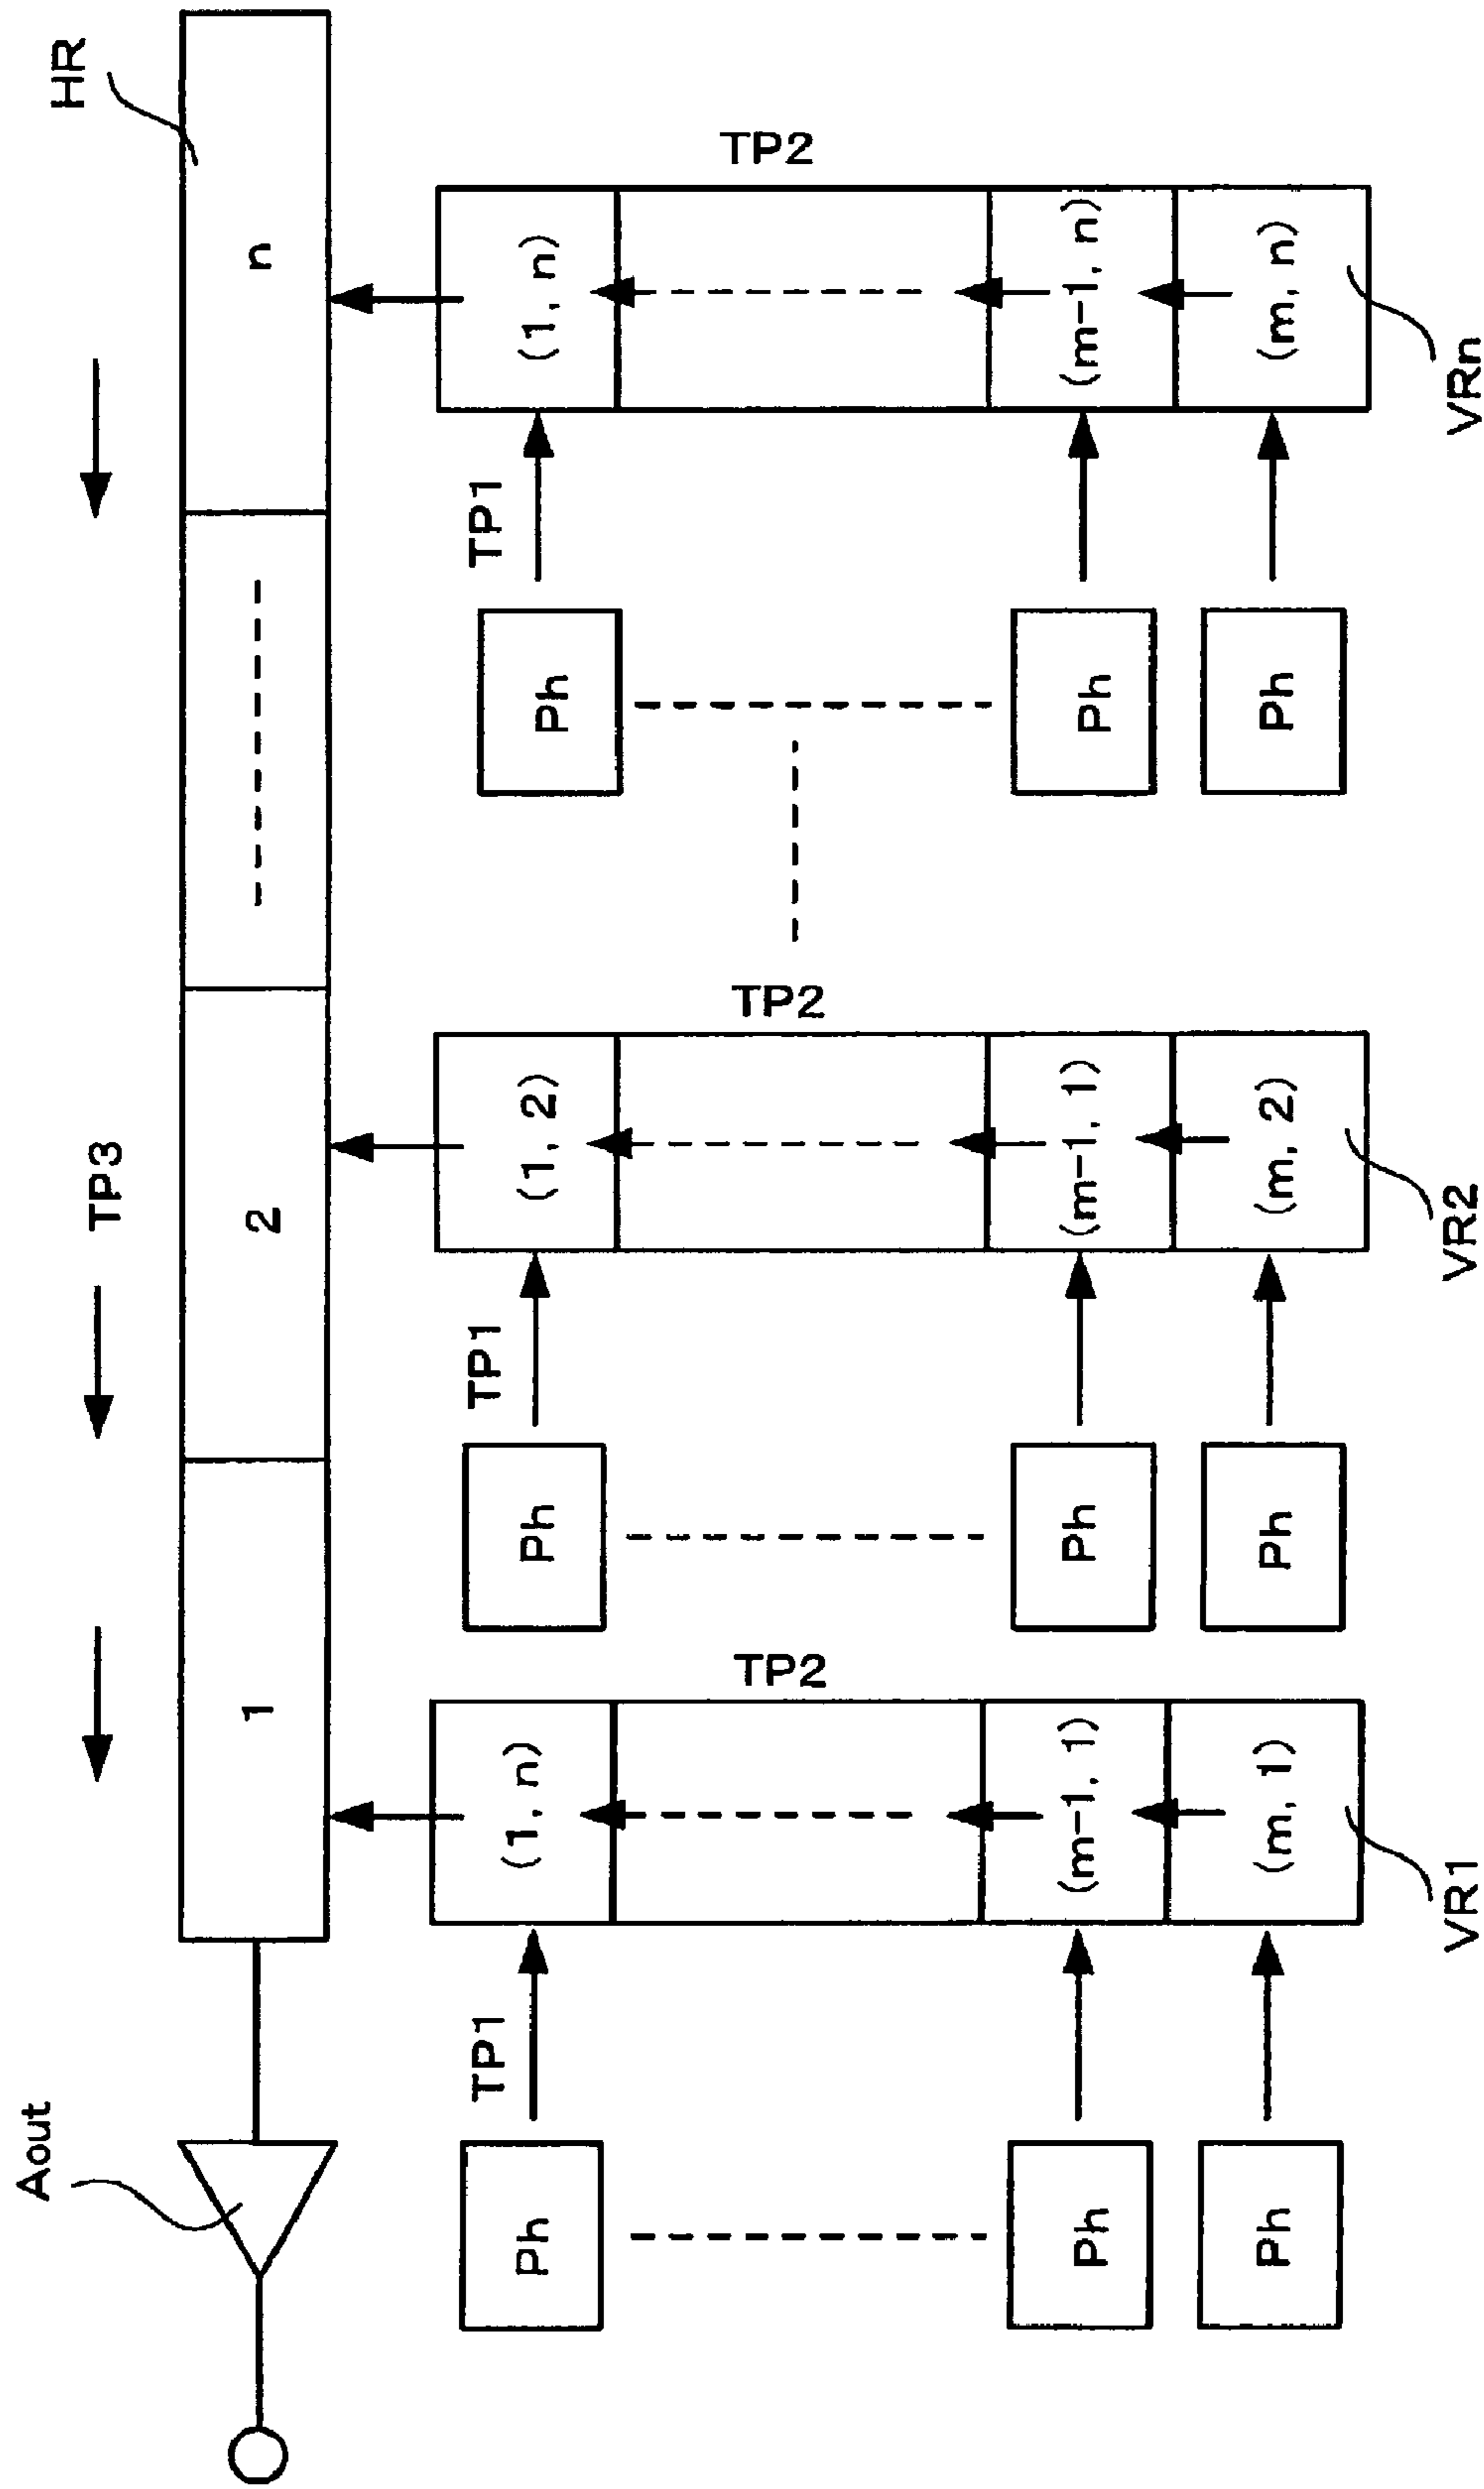 Aout
HR
TP3
1
2
n
TP1
TP1
TP1
Ph
(1, n)
Ph
(1, 2)
Ph
(1, n)
TP2
TP2
TP2
Ph
(m-1, 1)
Ph
(m-1, 1)
Ph
(m-1, n)
Ph
(m, 1)
Ph
(m, 2)
Ph
(m, n)
VR1
VR2
VRn